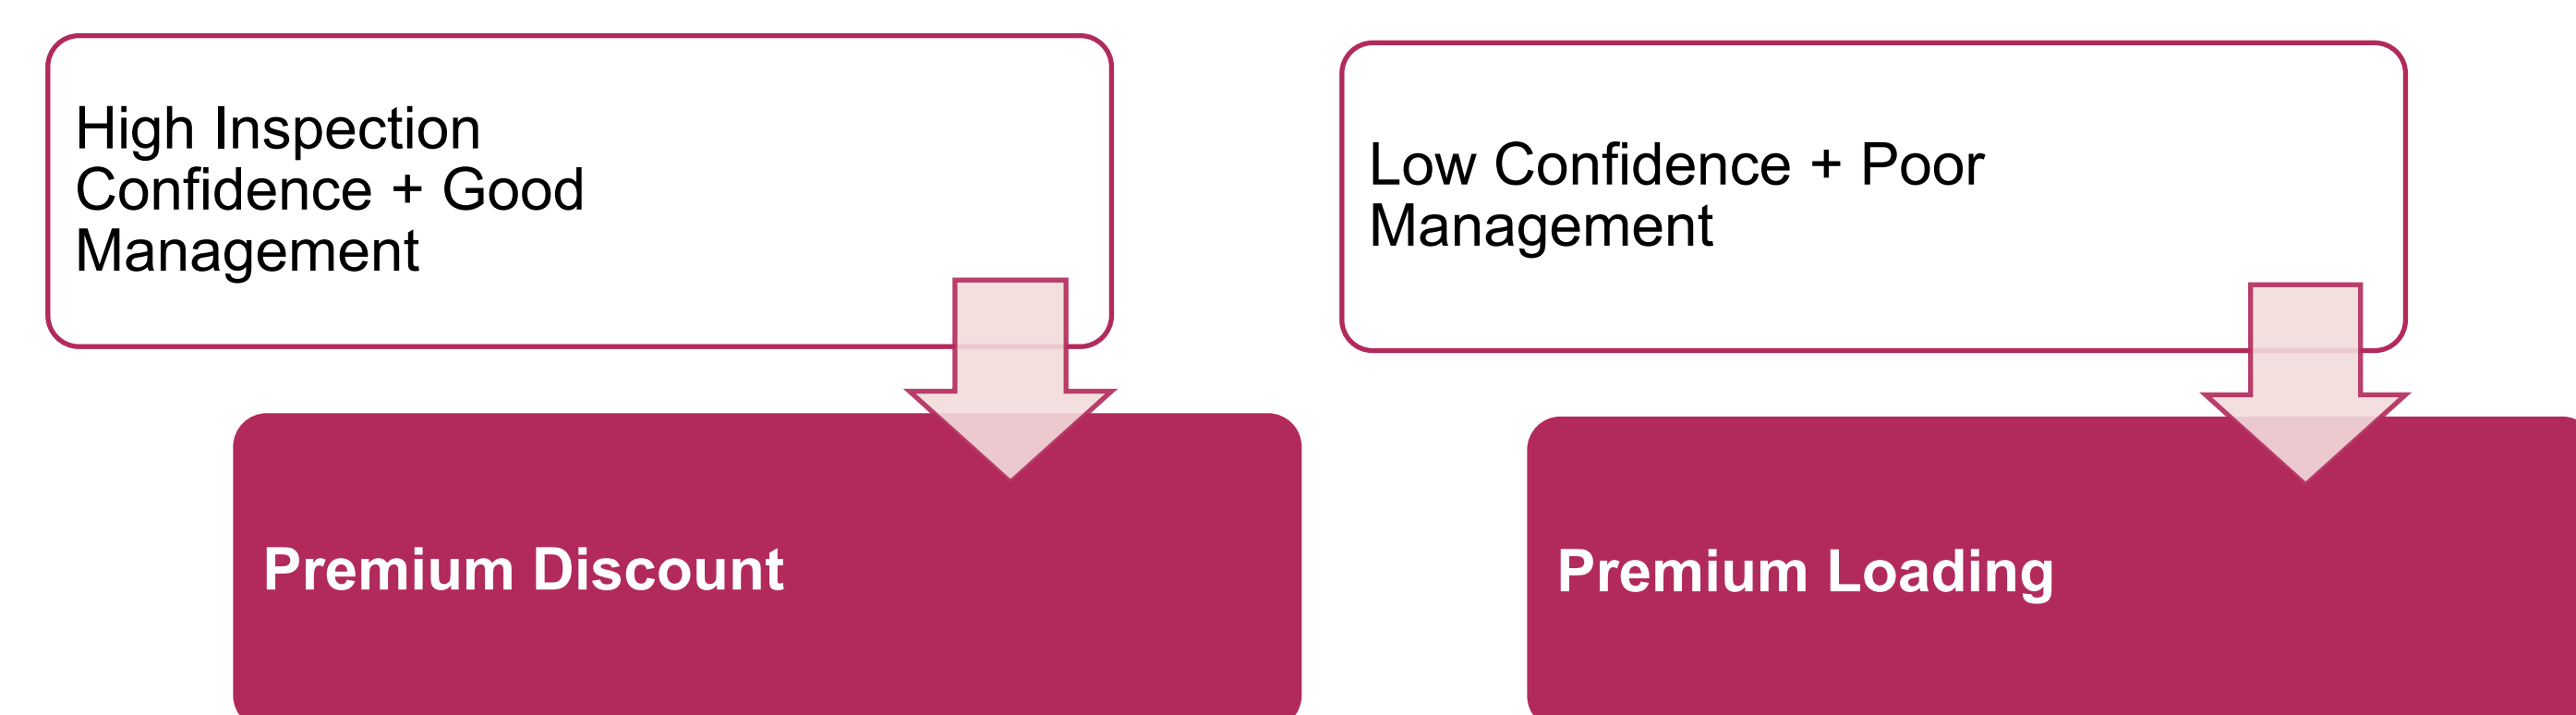 High Inspection
Confidence + Good
Management
Premium Discount
Low Confidence + Poor
Management
Premium Loading